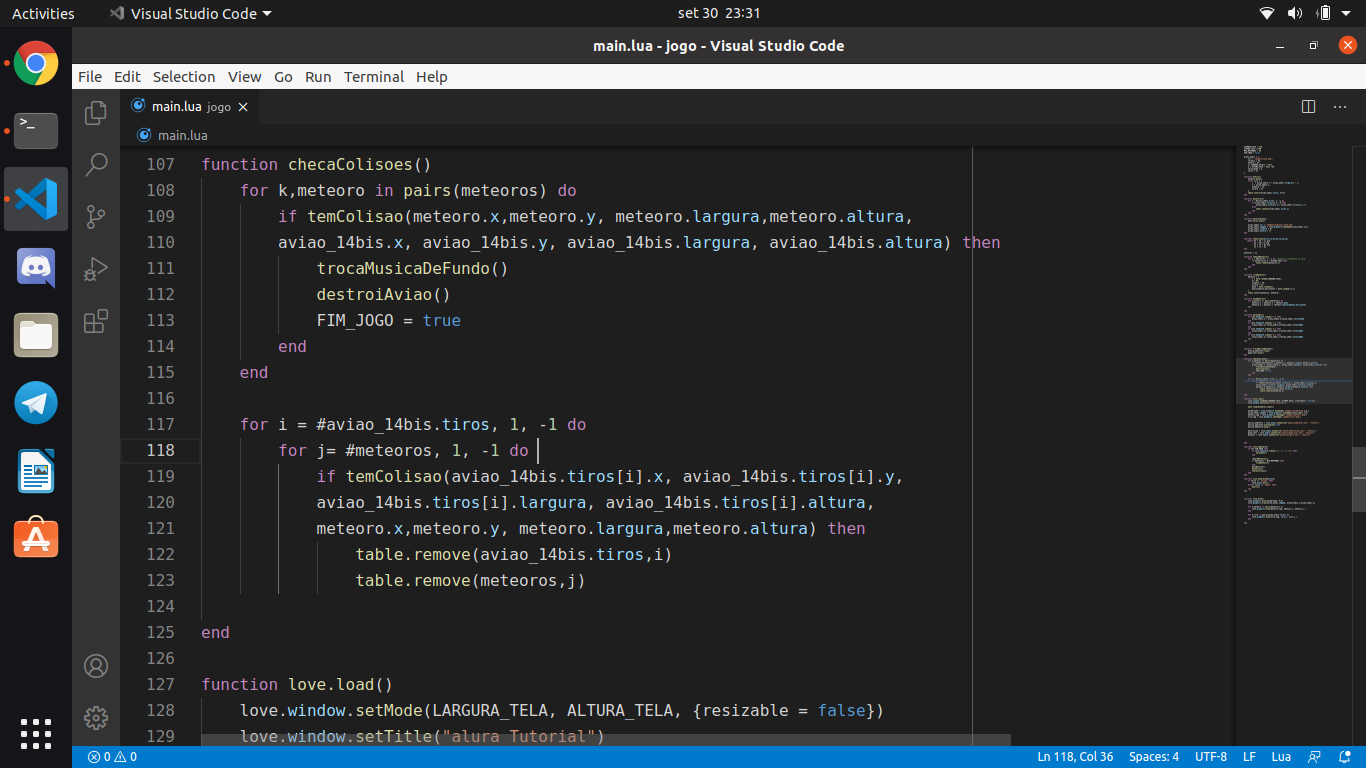 Activities
Visual Studio Code
set 30 23:31
main.lua - jogo - Visual Studio Code
File Edit Selection View Go Run Terminal Help
main.lua jogo
main.lua
107 function checaColisoes()
108 for k,meteoro in pairs(meteoros) do
109 if temColisao(meteoro.x,meteoro.y, meteoro.largura,meteoro.altura,
110 aviao_14bis.x, aviao_14bis.y, aviao_14bis.largura, aviao_14bis.altura) then
111 trocaMusicaDeFundo()
112 destroiAviao()
113 FIM_JOGO = true
114 end
115 end
116
117 for i = #aviao_14bis.tiros, 1, -1 do
118 for j= #meteoros, 1, -1 do
119 if temColisao(aviao_14bis.tiros[i].x, aviao_14bis.tiros[i].y,
120 aviao_14bis.tiros[i].largura, aviao_14bis.tiros[i].altura,
121 meteoro.x,meteoro.y, meteoro.largura,meteoro.altura) then
122 table.remove(aviao_14bis.tiros,i)
123 table.remove(meteoros,j)
124
125 end
126
127 function love.load()
128 love.window.setMode(LARGURA_TELA, ALTURA_TELA, {resizable = false})
129 love.window.setTitle("alura Tutorial")
0 0
Ln 118, Col 36 Spaces: 4 UTF-8 LF Lua